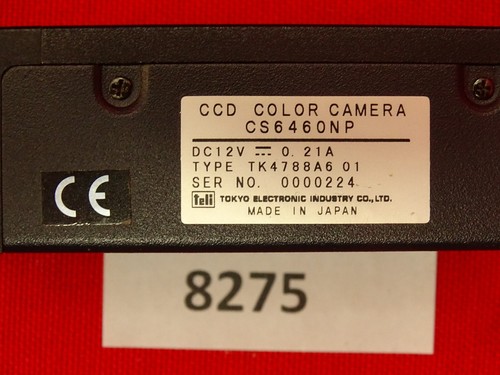 CCD COLOR CAMERA
CS6460NP
DC12V ⎓ 0.21A
TYPE TK4788A6 01
SER NO. 0000224
teli TOKYO ELECTRONIC INDUSTRY CO.,LTD.
MADE IN JAPAN
CE
8275